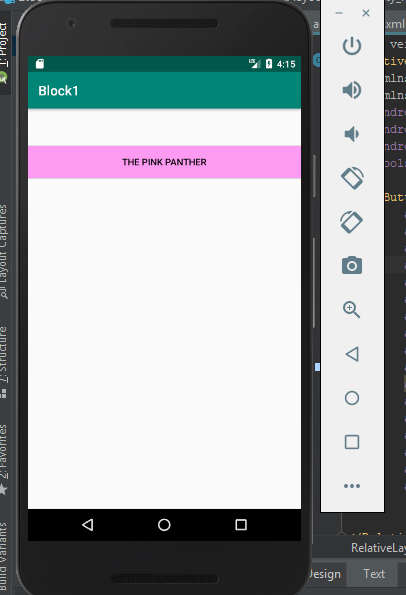 1: Project
Layout Captures
7: Structure
2: Favorites
Build Variants
4:15
Block1
THE PINK PANTHER
xml
ver
tive
mlns
mlns
ndro
ndro
ndro
ools
Butt
RelativeLay
Design
Text